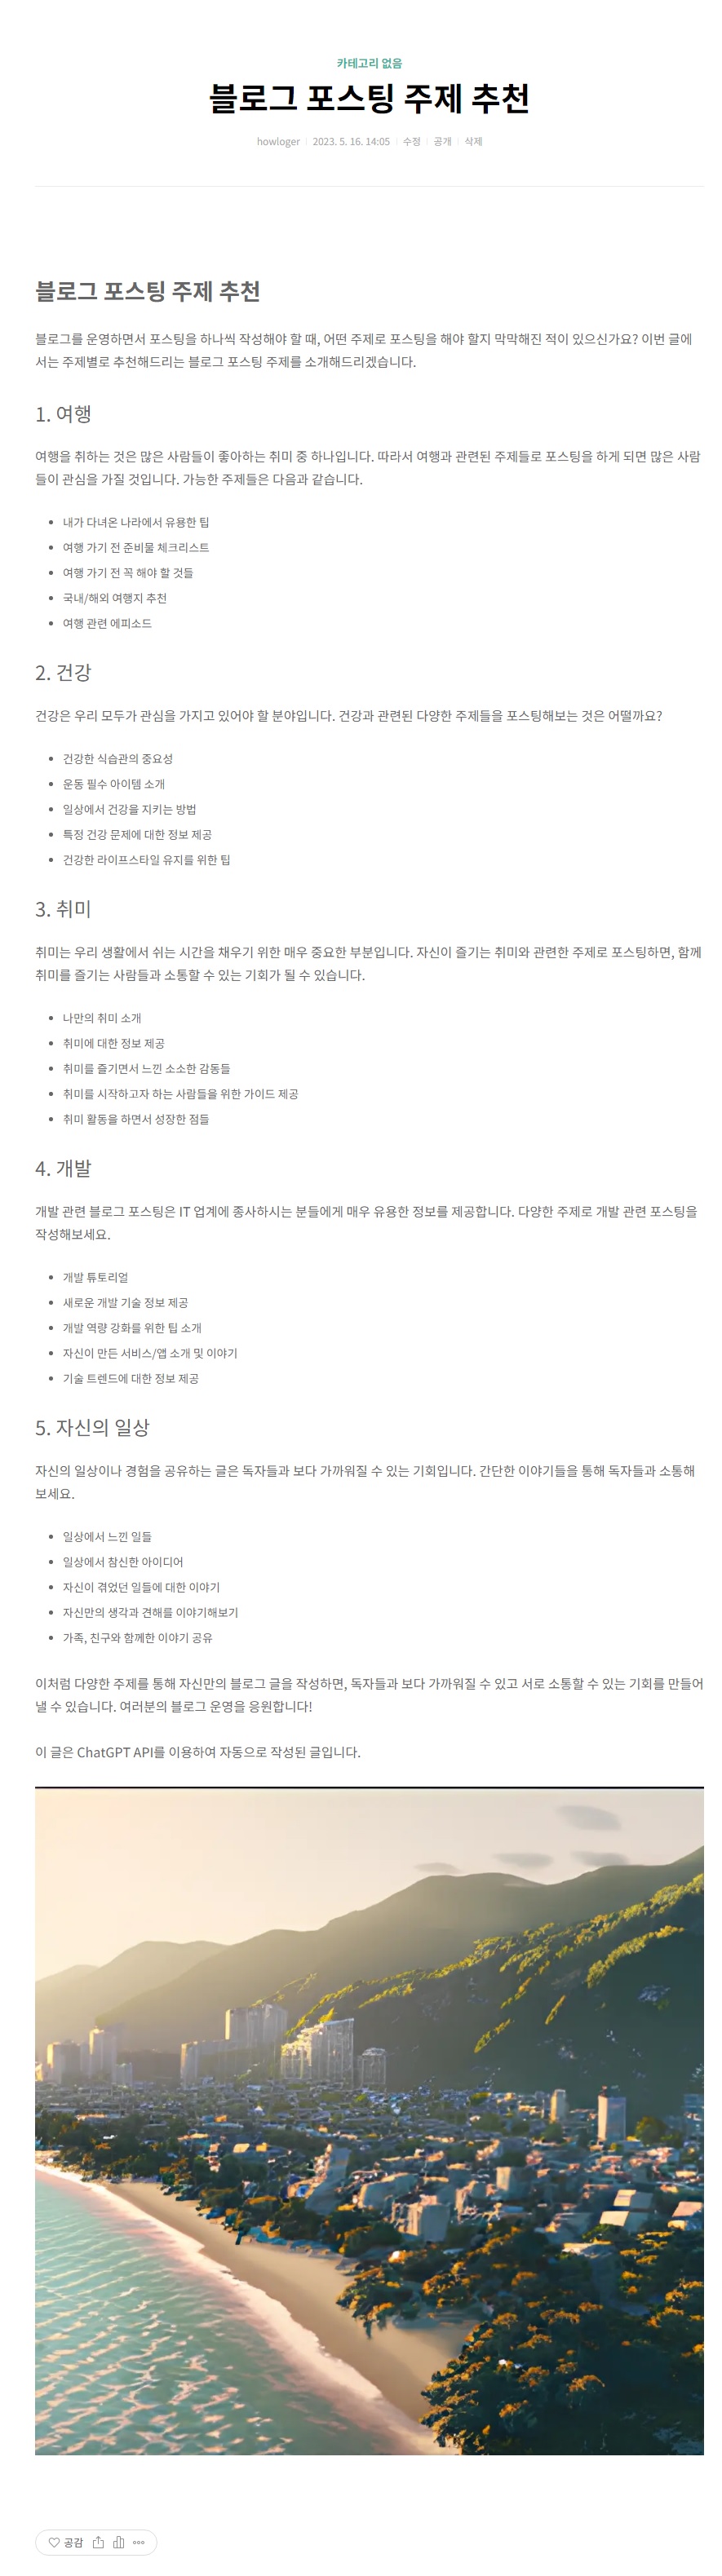 카테고리 없음
블로그 포스팅 주제 추천
howloger 2023. 5. 16. 14:05 수정 공개 삭제
블로그 포스팅 주제 추천
블로그를 운영하면서 포스팅을 하나씩 작성해야 할 때, 어떤 주제로 포스팅을 해야 할지 막막해진 적이 있으신가요? 이번 글에
서는 주제별로 추천해드리는 블로그 포스팅 주제를 소개해드리겠습니다.
1. 여행
여행을 취하는 것은 많은 사람들이 좋아하는 취미 중 하나입니다. 따라서 여행과 관련된 주제들로 포스팅을 하게 되면 많은 사람
들이 관심을 가질 것입니다. 가능한 주제들은 다음과 같습니다.
• 내가 다녀온 나라에서 유용한 팁
• 여행 가기 전 준비물 체크리스트
• 여행 가기 전 꼭 해야 할 것들
• 국내/해외 여행지 추천
• 여행 관련 에피소드
2. 건강
건강은 우리 모두가 관심을 가지고 있어야 할 분야입니다. 건강과 관련된 다양한 주제들을 포스팅해보는 것은 어떨까요?
• 건강한 식습관의 중요성
• 운동 필수 아이템 소개
• 일상에서 건강을 지키는 방법
• 특정 건강 문제에 대한 정보 제공
• 건강한 라이프스타일 유지를 위한 팁
3. 취미
취미는 우리 생활에서 쉬는 시간을 채우기 위한 매우 중요한 부분입니다. 자신이 즐기는 취미와 관련한 주제로 포스팅하면, 함께
취미를 즐기는 사람들과 소통할 수 있는 기회가 될 수 있습니다.
• 나만의 취미 소개
• 취미에 대한 정보 제공
• 취미를 즐기면서 느낀 소소한 감동들
• 취미를 시작하고자 하는 사람들을 위한 가이드 제공
• 취미 활동을 하면서 성장한 점들
4. 개발
개발 관련 블로그 포스팅은 IT 업계에 종사하시는 분들에게 매우 유용한 정보를 제공합니다. 다양한 주제로 개발 관련 포스팅을
작성해보세요.
• 개발 튜토리얼
• 새로운 개발 기술 정보 제공
• 개발 역량 강화를 위한 팁 소개
• 자신이 만든 서비스/앱 소개 및 이야기
• 기술 트렌드에 대한 정보 제공
5. 자신의 일상
자신의 일상이나 경험을 공유하는 글은 독자들과 보다 가까워질 수 있는 기회입니다. 간단한 이야기들을 통해 독자들과 소통해
보세요.
• 일상에서 느낀 일들
• 일상에서 참신한 아이디어
• 자신이 겪었던 일들에 대한 이야기
• 자신만의 생각과 견해를 이야기해보기
• 가족, 친구와 함께한 이야기 공유
이처럼 다양한 주제를 통해 자신만의 블로그 글을 작성하면, 독자들과 보다 가까워질 수 있고 서로 소통할 수 있는 기회를 만들어
낼 수 있습니다. 여러분의 블로그 운영을 응원합니다!
이 글은 ChatGPT API를 이용하여 자동으로 작성된 글입니다.
공감